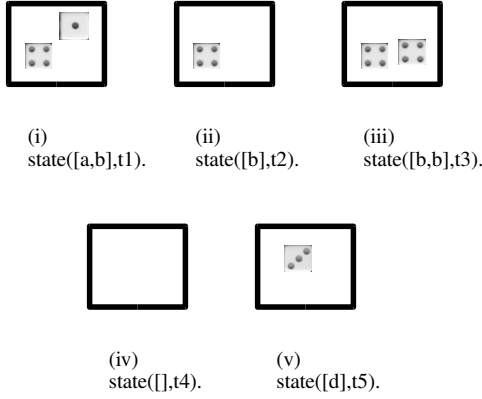 (i)
state([a,b],t1).
(ii)
state([b],t2).
(iii)
state([b,b],t3).
(iv)
state([],t4).
(v)
state([d],t5).